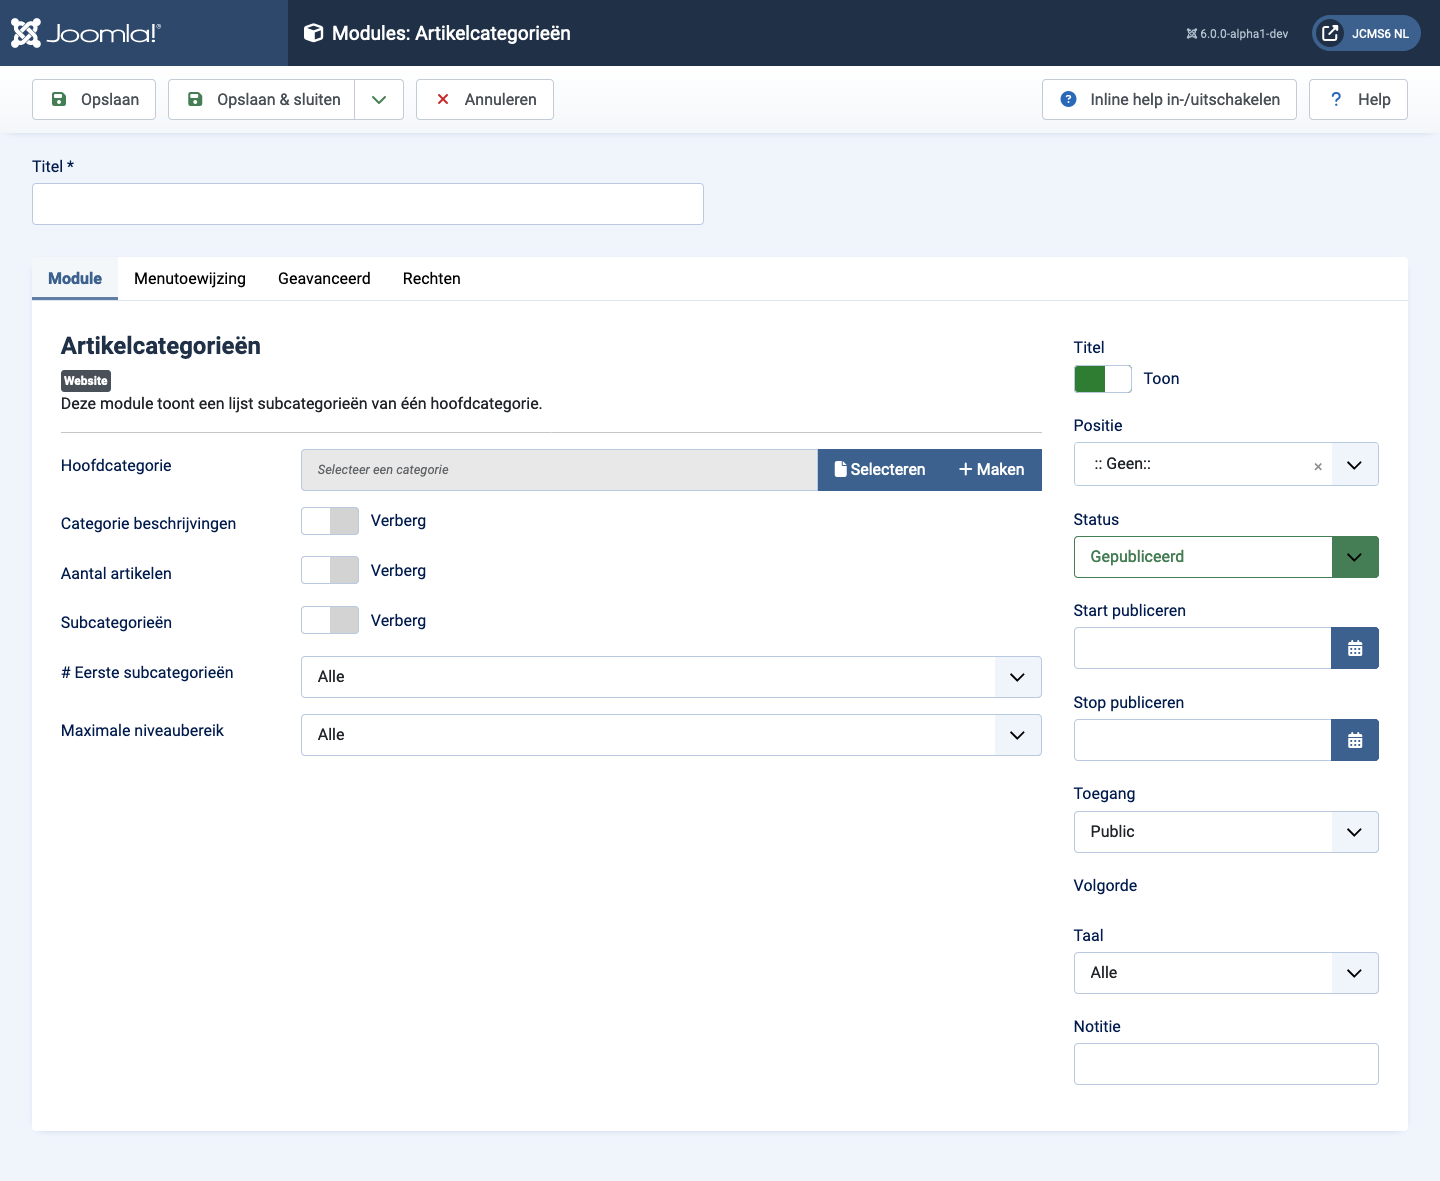 Joomla!®
Modules: Artikelcategorieën
6.0.0-alpha1-dev
JCMS6 NL
Opslaan
Opslaan & sluiten
Annuleren
Inline help in-/uitschakelen
Help
Titel *
Module
Menutoewijzing
Geavanceerd
Rechten
Artikelcategorieën
Website
Deze module toont een lijst subcategorieën van één hoofdcategorie.
Hoofdcategorie
Selecteer een categorie
Selecteren
Maken
Categorie beschrijvingen
Verberg
Aantal artikelen
Verberg
Subcategorieën
Verberg
# Eerste subcategorieën
Alle
Maximale niveaubereik
Alle
Titel
Toon
Positie
:: Geen::
Status
Gepubliceerd
Start publiceren
Stop publiceren
Toegang
Public
Volgorde
Taal
Alle
Notitie